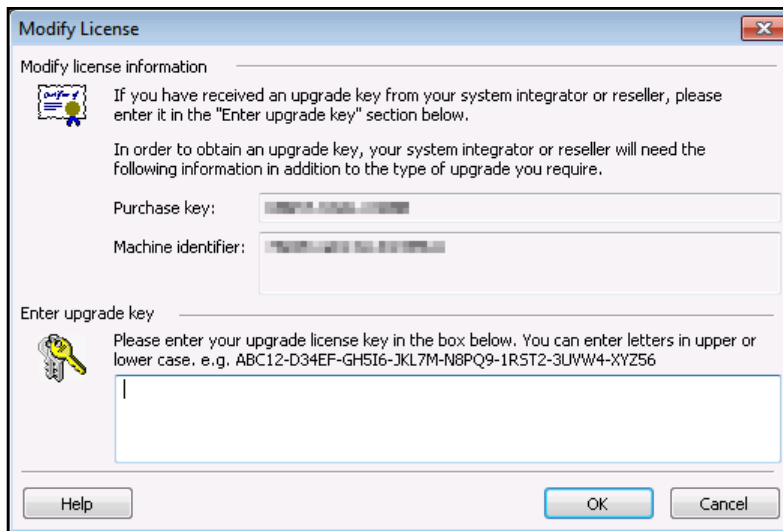 Modify License
Modify license information
If you have received an upgrade key from your system integrator or reseller, please
enter it in the "Enter upgrade key" section below.
In order to obtain an upgrade key, your system integrator or reseller will need the
following information in addition to the type of upgrade you require.
Purchase key:
Machine identifier:
Enter upgrade key
Please enter your upgrade license key in the box below. You can enter letters in upper or
lower case. e.g. ABC12-D34EF-GH5I6-JKL7M-N8PQ9-1RST2-3UVW4-XYZ56
Help
OK
Cancel